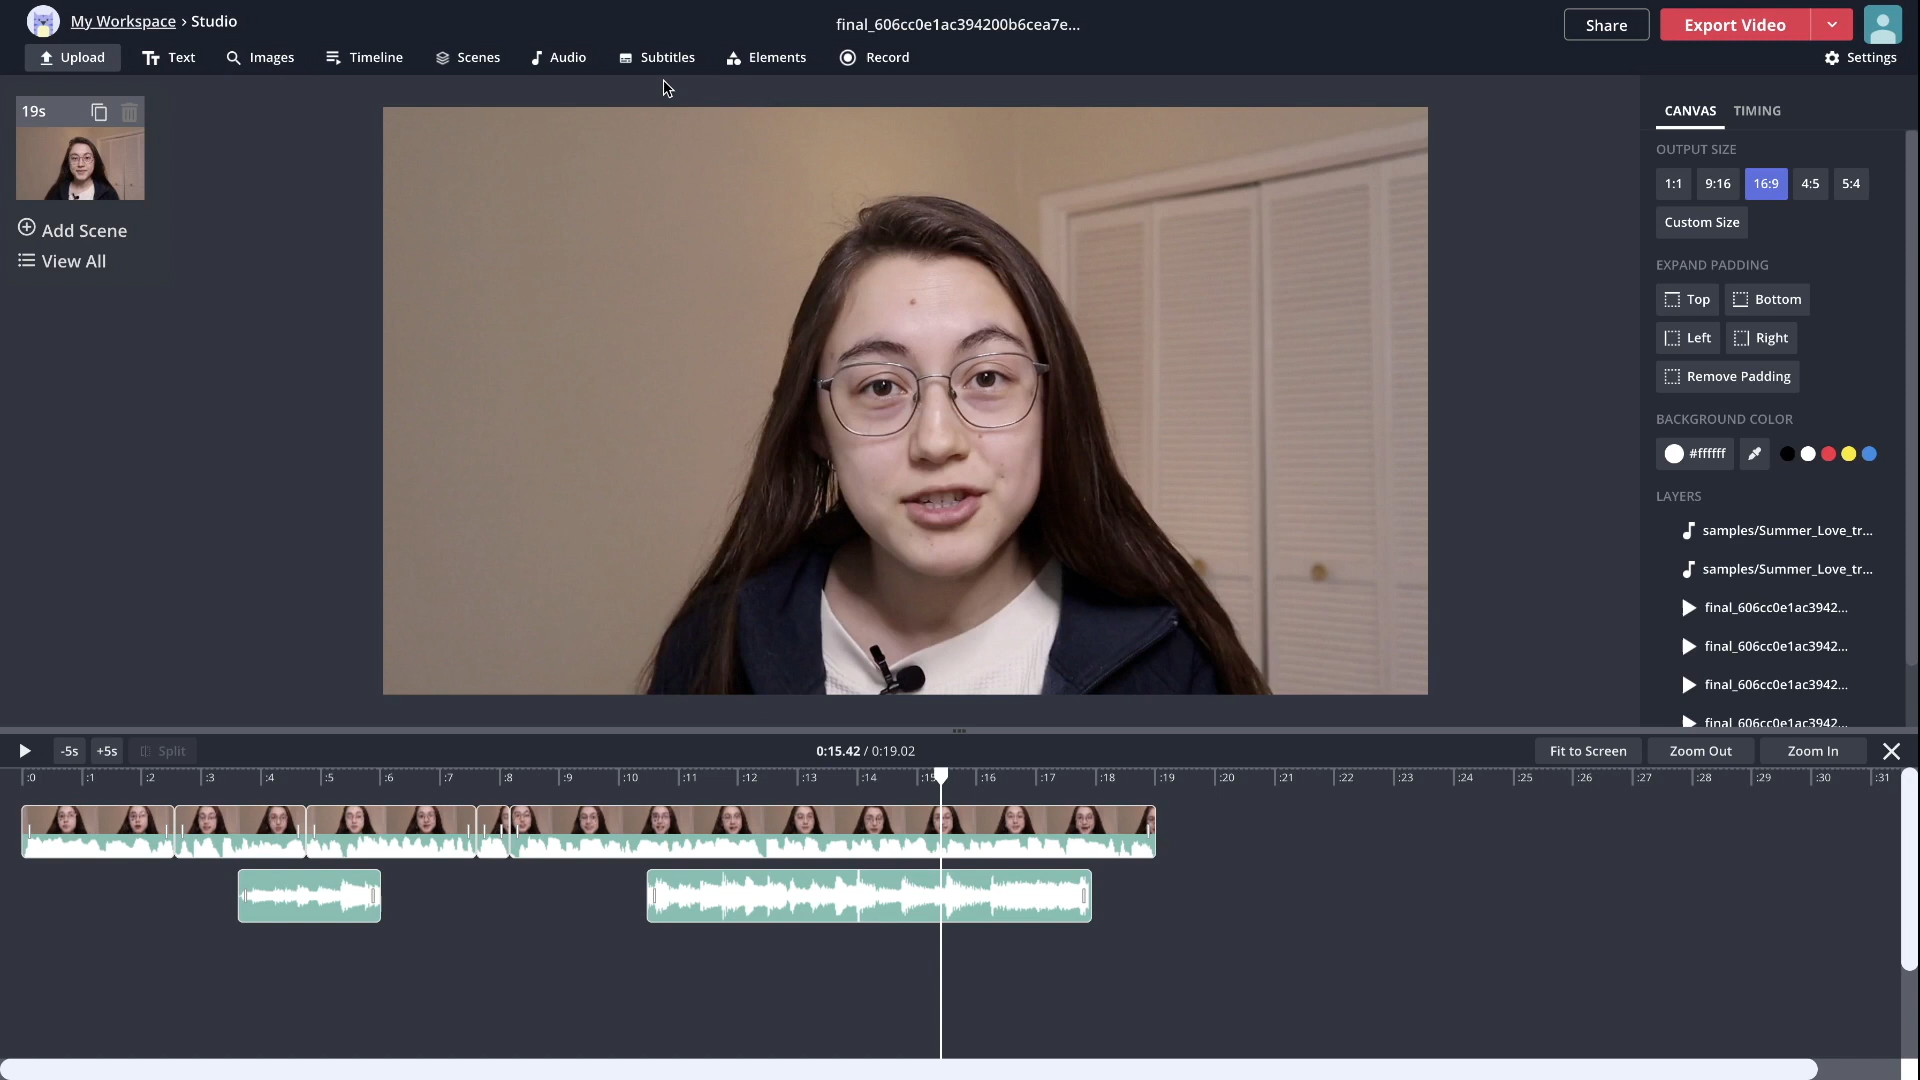 My Workspace › Studio
final_606cc0e1ac394200b6cea7e...
Share
Export Video
Upload
Text
Images
Timeline
Scenes
Audio
Subtitles
Elements
Record
Settings
19s
Add Scene
View All
CANVAS TIMING
OUTPUT SIZE
1:1 9:16 16:9 4:5 5:4
Custom Size
EXPAND PADDING
Top Bottom
Left Right
Remove Padding
BACKGROUND COLOR
#ffffff
LAYERS
samples/Summer_Love_tr...
samples/Summer_Love_tr...
final_606cc0e1ac3942...
final_606cc0e1ac3942...
final_606cc0e1ac3942...
final_606cc0e1ac3942...
-5s +5s Split
0:15.42 / 0:19.02
Fit to Screen Zoom Out Zoom In
:0 :1 :2 :3 :4 :5 :6 :7 :8 :9 :10 :11 :12 :13 :14 :15 :16 :17 :18 :19 :20 :21 :22 :23 :24 :25 :26 :27 :28 :29 :30 :31